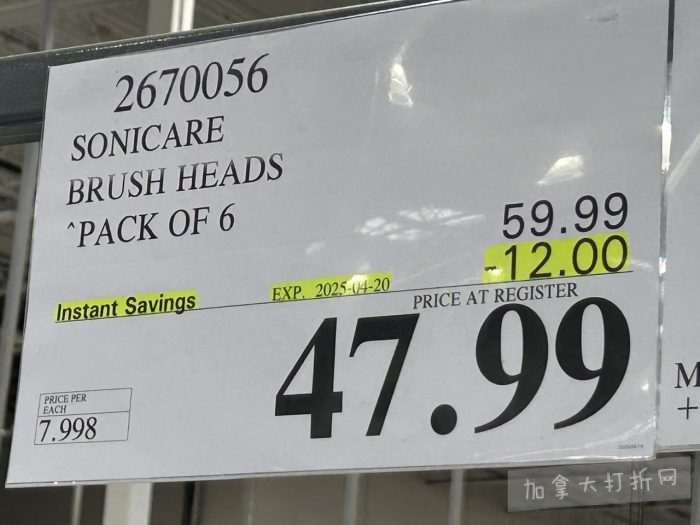 2670056
SONICARE
BRUSH HEADS
^PACK OF 6
59.99
-12.00
Instant Savings
EXP. 2025-04-20
PRICE AT REGISTER
47.99
PRICE PER
EACH
7.998
M
+
加拿大打折网